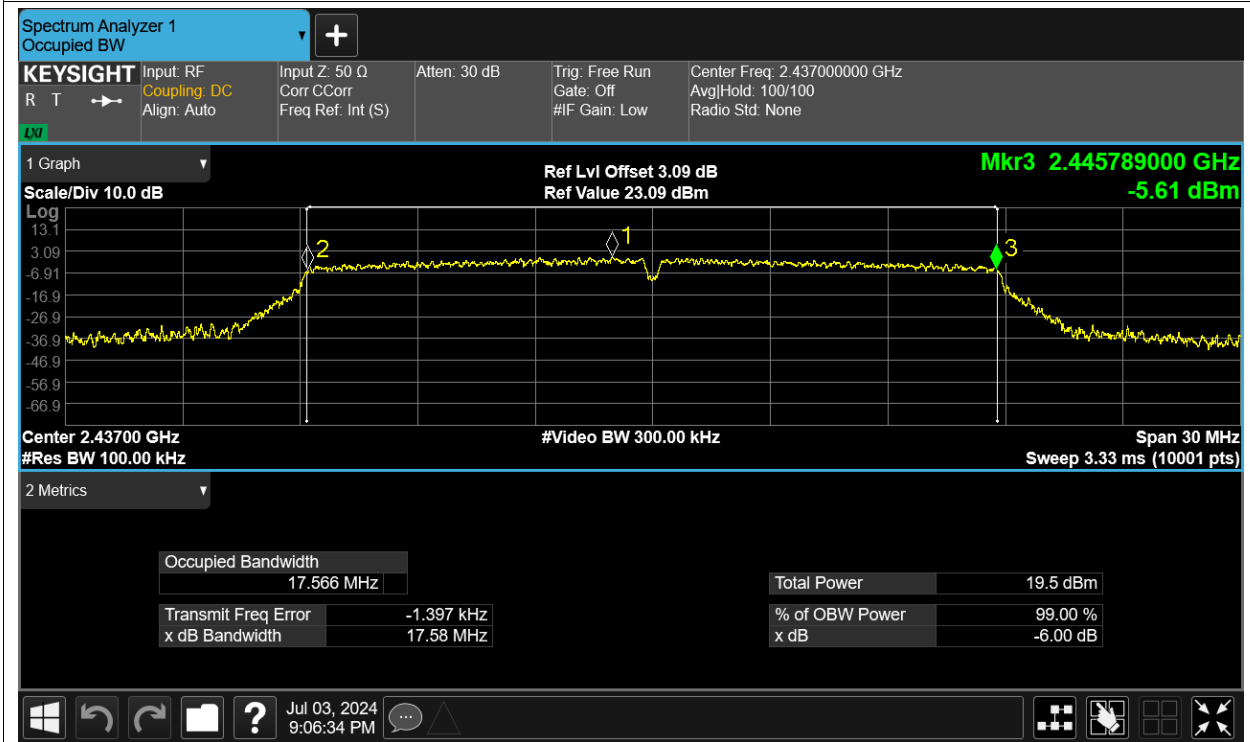 Spectrum Analyzer 1
Occupied BW
KEYSIGHT
R T
LXI
Input: RF
Coupling: DC
Align: Auto
Input Z: 50 Ω
Corr CCorr
Freq Ref: Int (S)
Atten: 30 dB
Trig: Free Run
Gate: Off
#IF Gain: Low
Center Freq: 2.437000000 GHz
Avg|Hold: 100/100
Radio Std: None
1 Graph
Scale/Div 10.0 dB
Ref Lvl Offset 3.09 dB
Ref Value 23.09 dBm
Mkr3 2.445789000 GHz
-5.61 dBm
Log
13.1
3.09
-6.91
-16.9
-26.9
-36.9
-46.9
-56.9
-66.9
2
1
3
Center 2.43700 GHz
#Res BW 100.00 kHz
#Video BW 300.00 kHz
Span 30 MHz
Sweep 3.33 ms (10001 pts)
2 Metrics
Occupied Bandwidth
17.566 MHz
Transmit Freq Error -1.397 kHz
x dB Bandwidth 17.58 MHz
Total Power 19.5 dBm
% of OBW Power 99.00 %
x dB -6.00 dB
?
Jul 03, 2024
9:06:34 PM